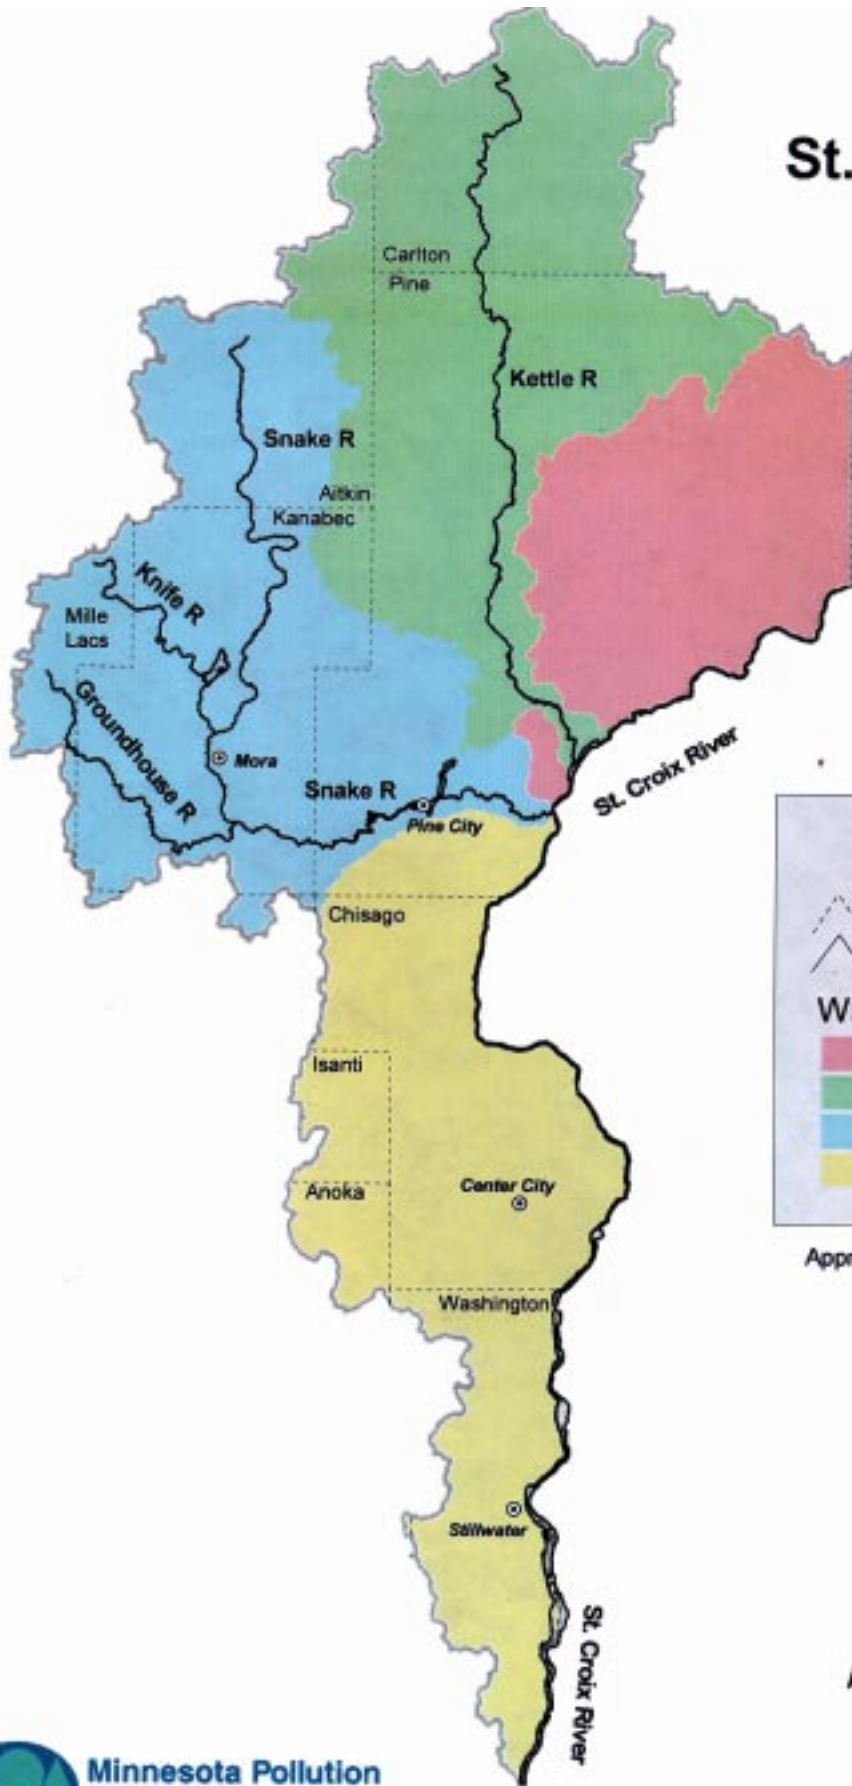 St.
Carlton
Pine
Kettle R
Snake R
Aitkin
Kanabec
Knife R
Mille
Lacs
Groundhouse R
Mora
Snake R
Pine City
St. Croix River
Chisago
Isanti
Anoka
Center City
Washington
Stillwater
St. Croix River
Minnesota Pollution